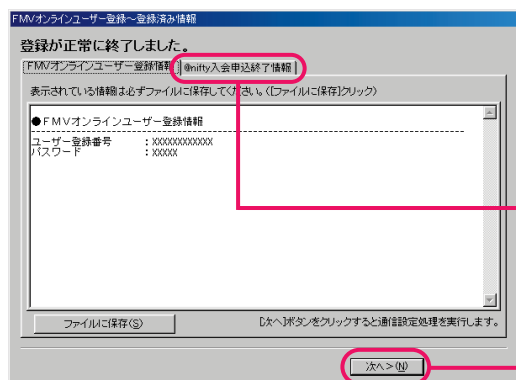 FMVオンラインユーザー登録～登録済み情報
登録が正常に終了しました。
FMVオンラインユーザー登録情報 @nifty入会申込終了情報
表示されている情報は必ずファイルに保存してください。([ファイルに保存]クリック)
●ＦＭＶオンラインユーザー登録情報
ユーザー登録番号 : XXXXXXXXXXXX
パスワード : XXXXX
ファイルに保存(S) [次へ]ボタンをクリックすると通信設定処理を実行します。
次へ>(N)